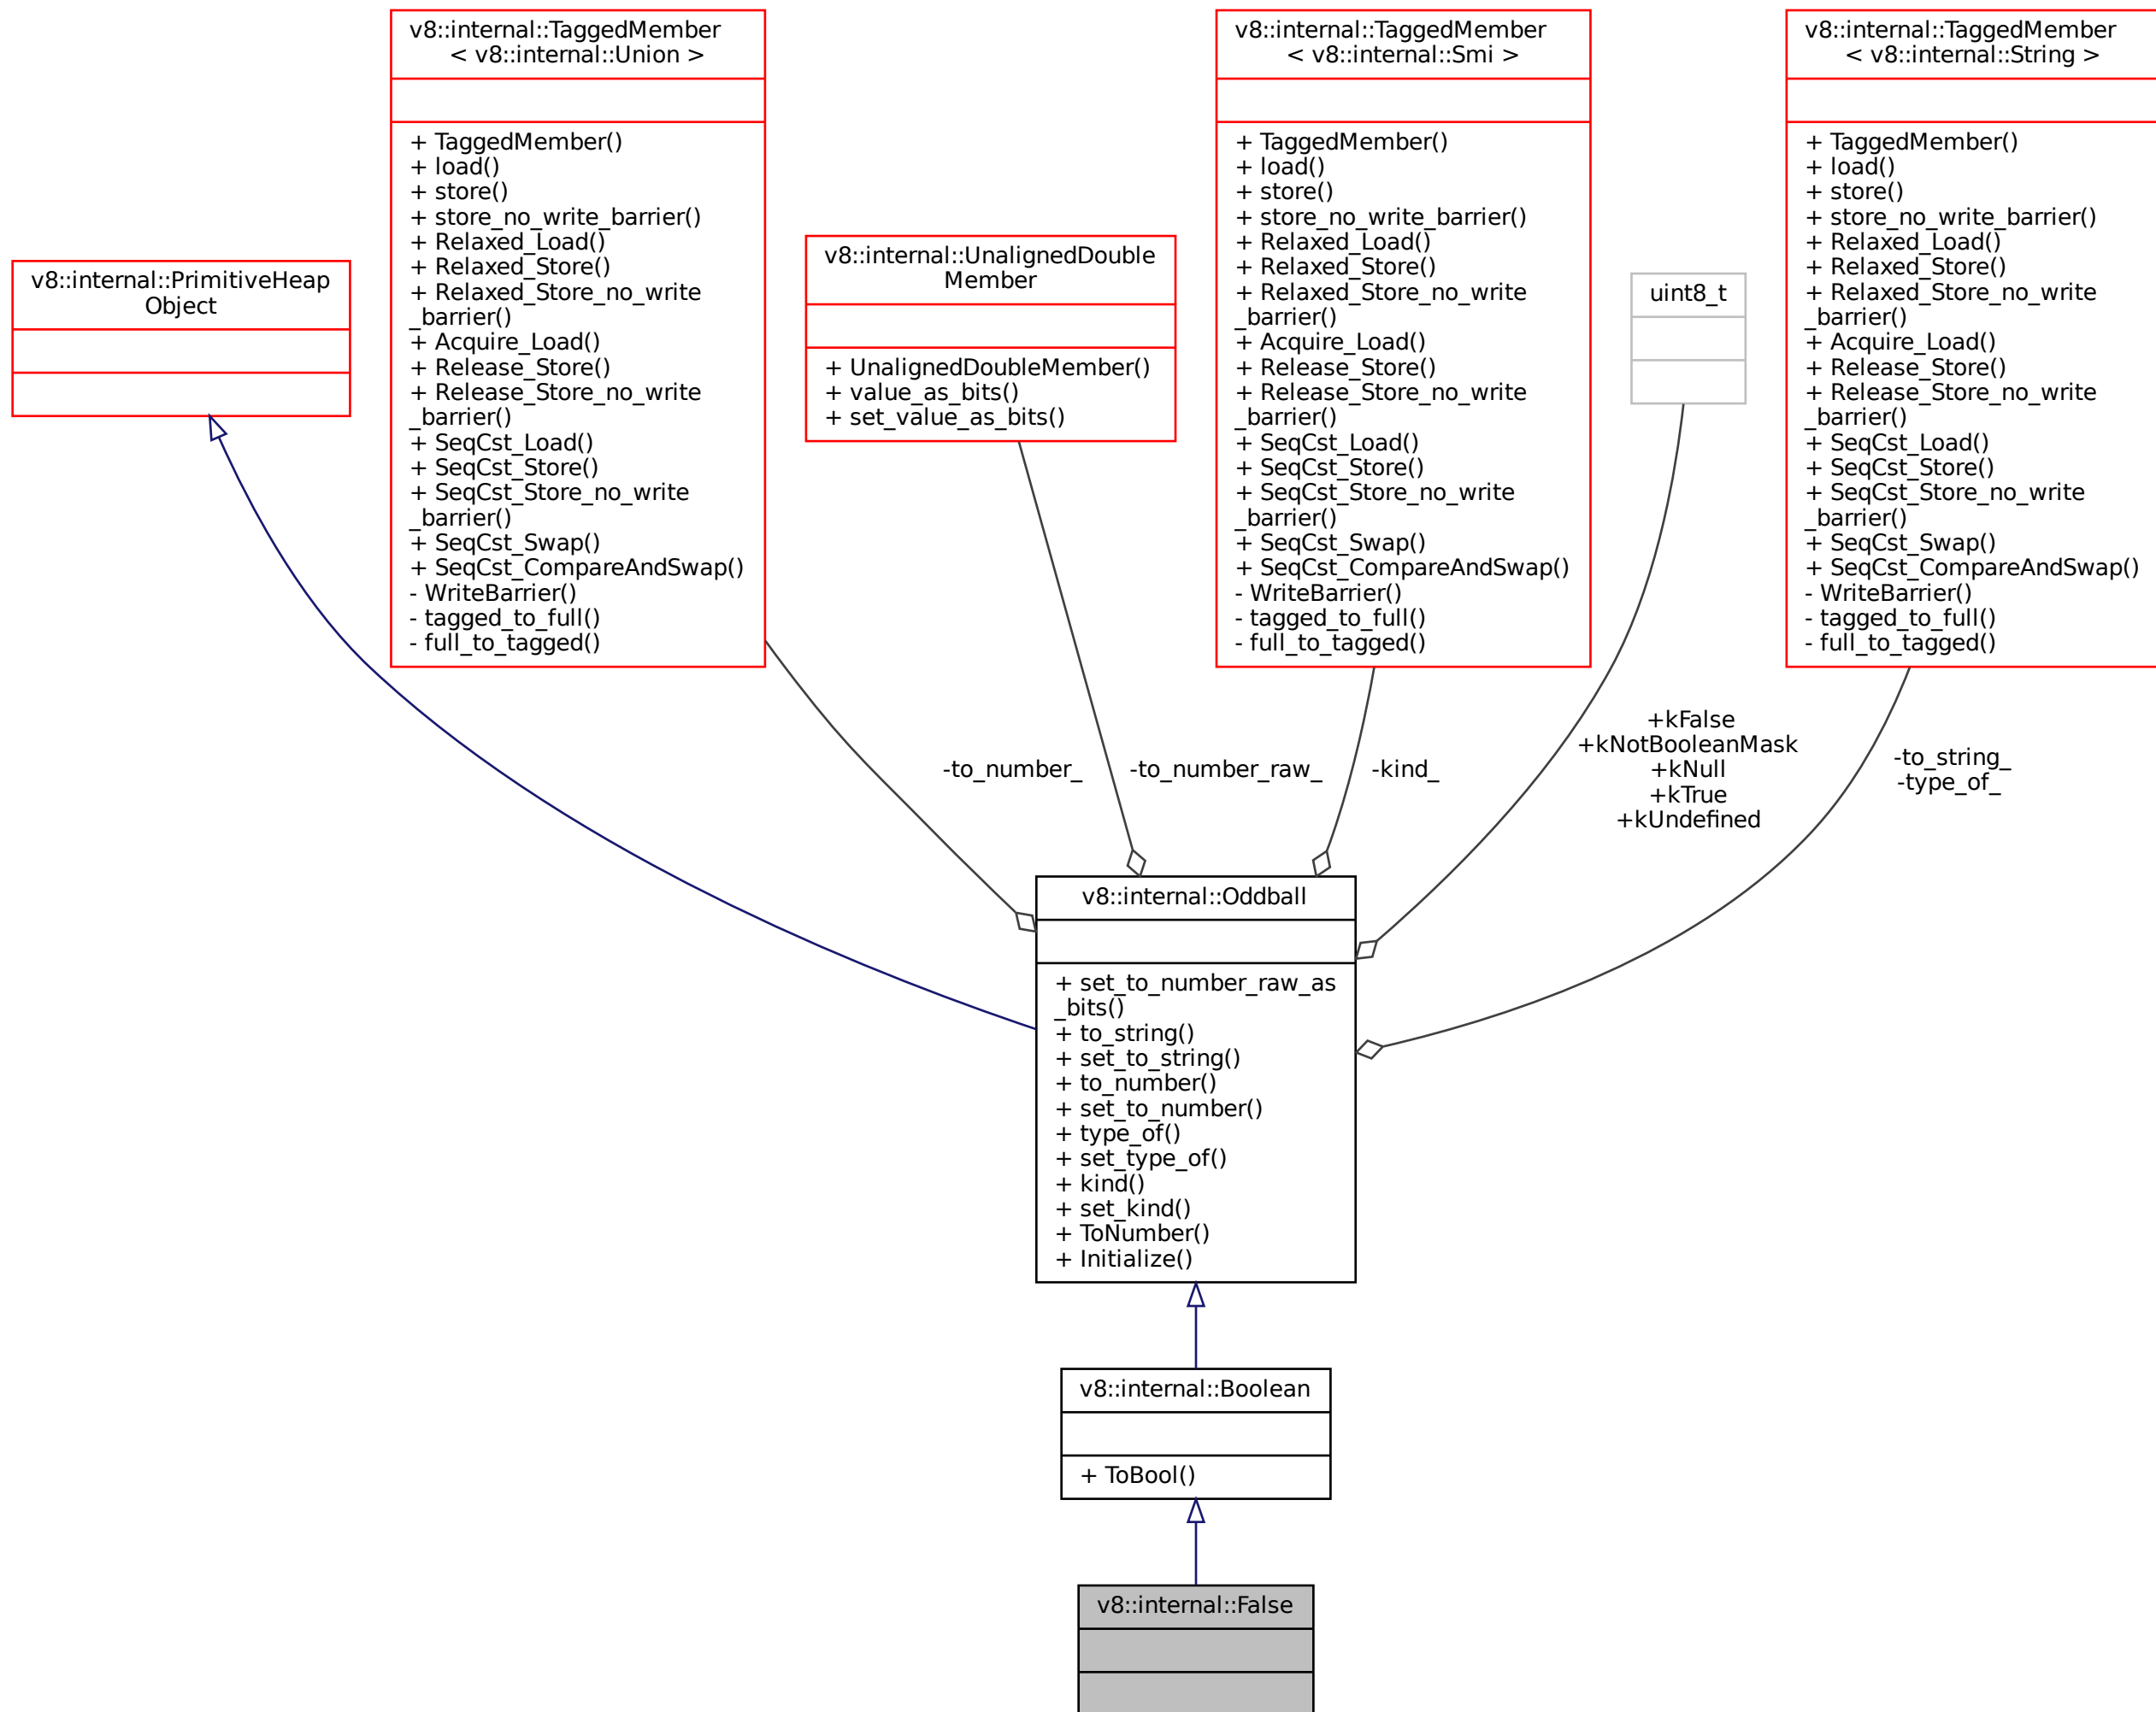 v8::internal::TaggedMember
< v8::internal::Union >
+ TaggedMember()
+ load()
+ store()
+ store_no_write_barrier()
+ Relaxed_Load()
+ Relaxed_Store()
+ Relaxed_Store_no_write
_barrier()
+ Acquire_Load()
+ Release_Store()
+ Release_Store_no_write
_barrier()
+ SeqCst_Load()
+ SeqCst_Store()
+ SeqCst_Store_no_write
_barrier()
+ SeqCst_Swap()
+ SeqCst_CompareAndSwap()
- WriteBarrier()
- tagged_to_full()
- full_to_tagged()
v8::internal::TaggedMember
< v8::internal::Smi >
+ TaggedMember()
+ load()
+ store()
+ store_no_write_barrier()
+ Relaxed_Load()
+ Relaxed_Store()
+ Relaxed_Store_no_write
_barrier()
+ Acquire_Load()
+ Release_Store()
+ Release_Store_no_write
_barrier()
+ SeqCst_Load()
+ SeqCst_Store()
+ SeqCst_Store_no_write
_barrier()
+ SeqCst_Swap()
+ SeqCst_CompareAndSwap()
- WriteBarrier()
- tagged_to_full()
- full_to_tagged()
v8::internal::TaggedMember
< v8::internal::String >
+ TaggedMember()
+ load()
+ store()
+ store_no_write_barrier()
+ Relaxed_Load()
+ Relaxed_Store()
+ Relaxed_Store_no_write
_barrier()
+ Acquire_Load()
+ Release_Store()
+ Release_Store_no_write
_barrier()
+ SeqCst_Load()
+ SeqCst_Store()
+ SeqCst_Store_no_write
_barrier()
+ SeqCst_Swap()
+ SeqCst_CompareAndSwap()
- WriteBarrier()
- tagged_to_full()
- full_to_tagged()
v8::internal::PrimitiveHeap
Object
v8::internal::UnalignedDouble
Member
+ UnalignedDoubleMember()
+ value_as_bits()
+ set_value_as_bits()
uint8_t
-to_number_
-to_number_raw_
-kind_
+kFalse
+kNotBooleanMask
+kNull
+kTrue
+kUndefined
-to_string_
-type_of_
v8::internal::Oddball
+ set_to_number_raw_as
_bits()
+ to_string()
+ set_to_string()
+ to_number()
+ set_to_number()
+ type_of()
+ set_type_of()
+ kind()
+ set_kind()
+ ToNumber()
+ Initialize()
v8::internal::Boolean
+ ToBool()
v8::internal::False